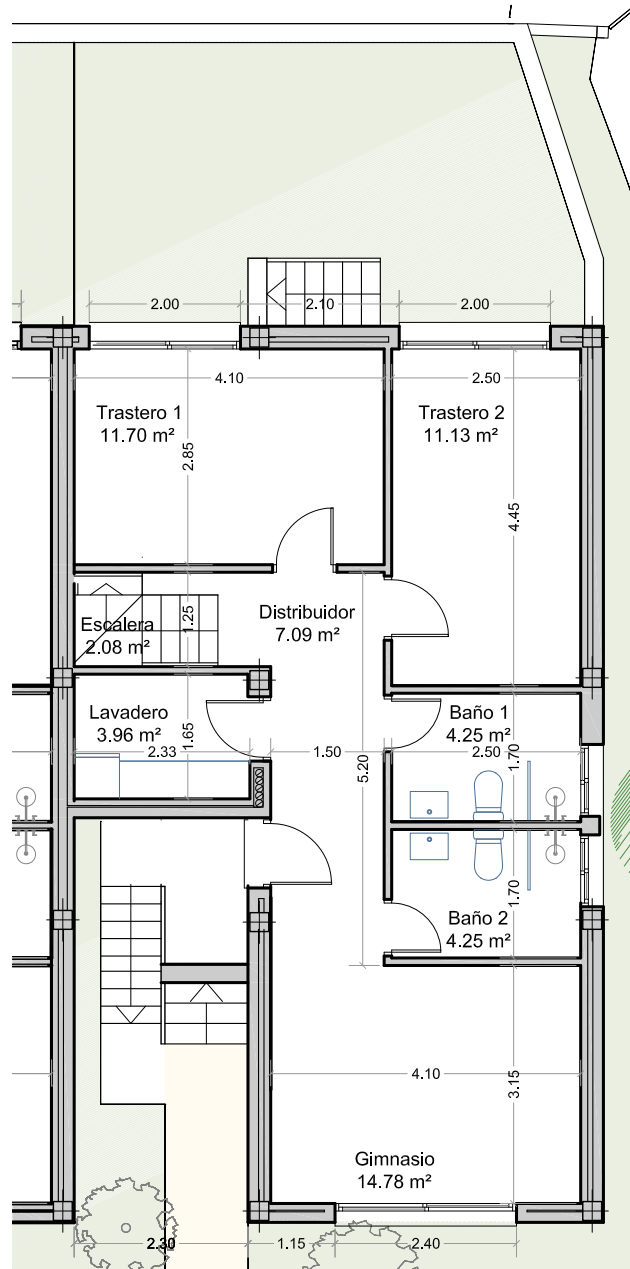 2.00
2.10
2.00
4.10
2.50
Trastero 1
11.70 m²
Trastero 2
11.13 m²
2.85
4.45
Escalera
2.08 m²
1.25
Distribuidor
7.09 m²
Lavadero
3.96 m²
2.33
1.65
1.50
5.20
Baño 1
4.25 m²
2.50
1.70
1.70
Baño 2
4.25 m²
4.10
3.15
Gimnasio
14.78 m²
2.30
1.15
2.40